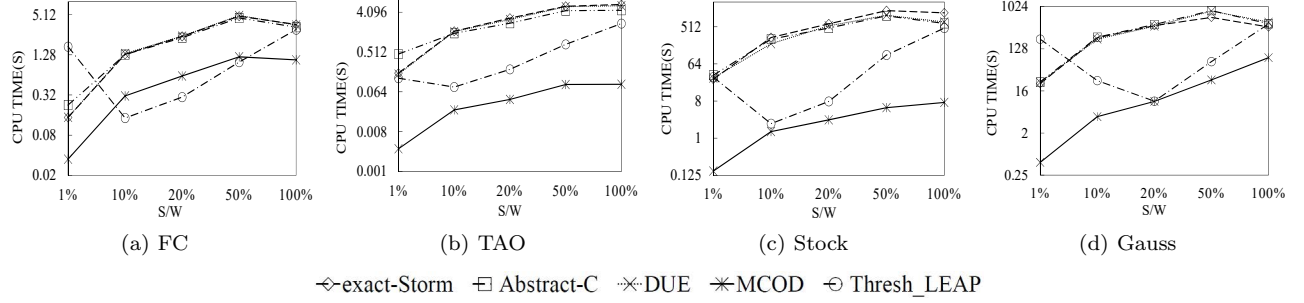 CPU TIME(S)
5.12
1.28
0.32
0.08
0.02
1% 10% 20% 50% 100%
S/W
(a) FC
CPU TIME(S)
4.096
0.512
0.064
0.008
0.001
1% 10% 20% 50% 100%
S/W
(b) TAO
CPU TIME(S)
512
64
8
1
0.125
1% 10% 20% 50% 100%
S/W
(c) Stock
CPU TIME(S)
1024
128
16
2
0.25
1% 10% 20% 50% 100%
S/W
(d) Gauss
exact-Storm Abstract-C DUE MCOD Thresh_LEAP